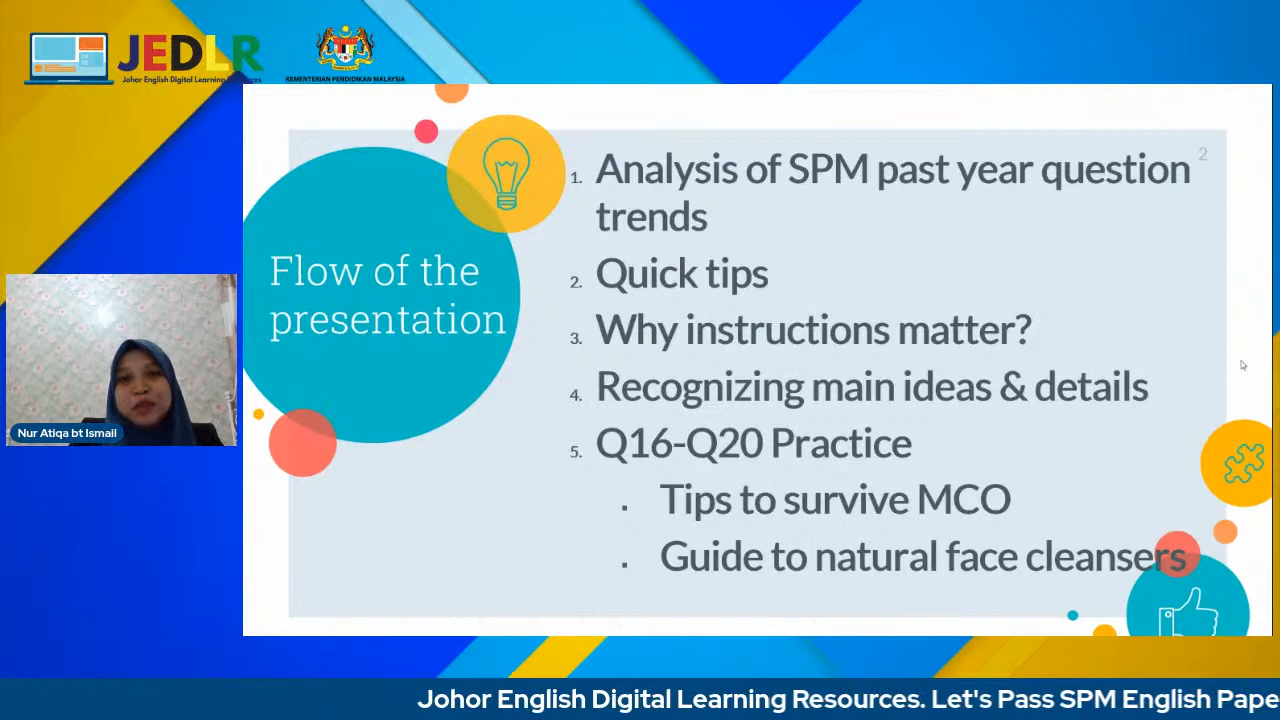 JEDLR
Johor English Digital Learning
KEMENTERIAN PENDIDIKAN MALAYSIA
2
Flow of the
presentation
1. Analysis of SPM past year question
trends
2. Quick tips
3. Why instructions matter?
4. Recognizing main ideas & details
5. Q16-Q20 Practice
▪ Tips to survive MCO
▪ Guide to natural face cleansers
Nur Atiqa bt Ismail
Johor English Digital Learning Resources. Let's Pass SPM English Pape